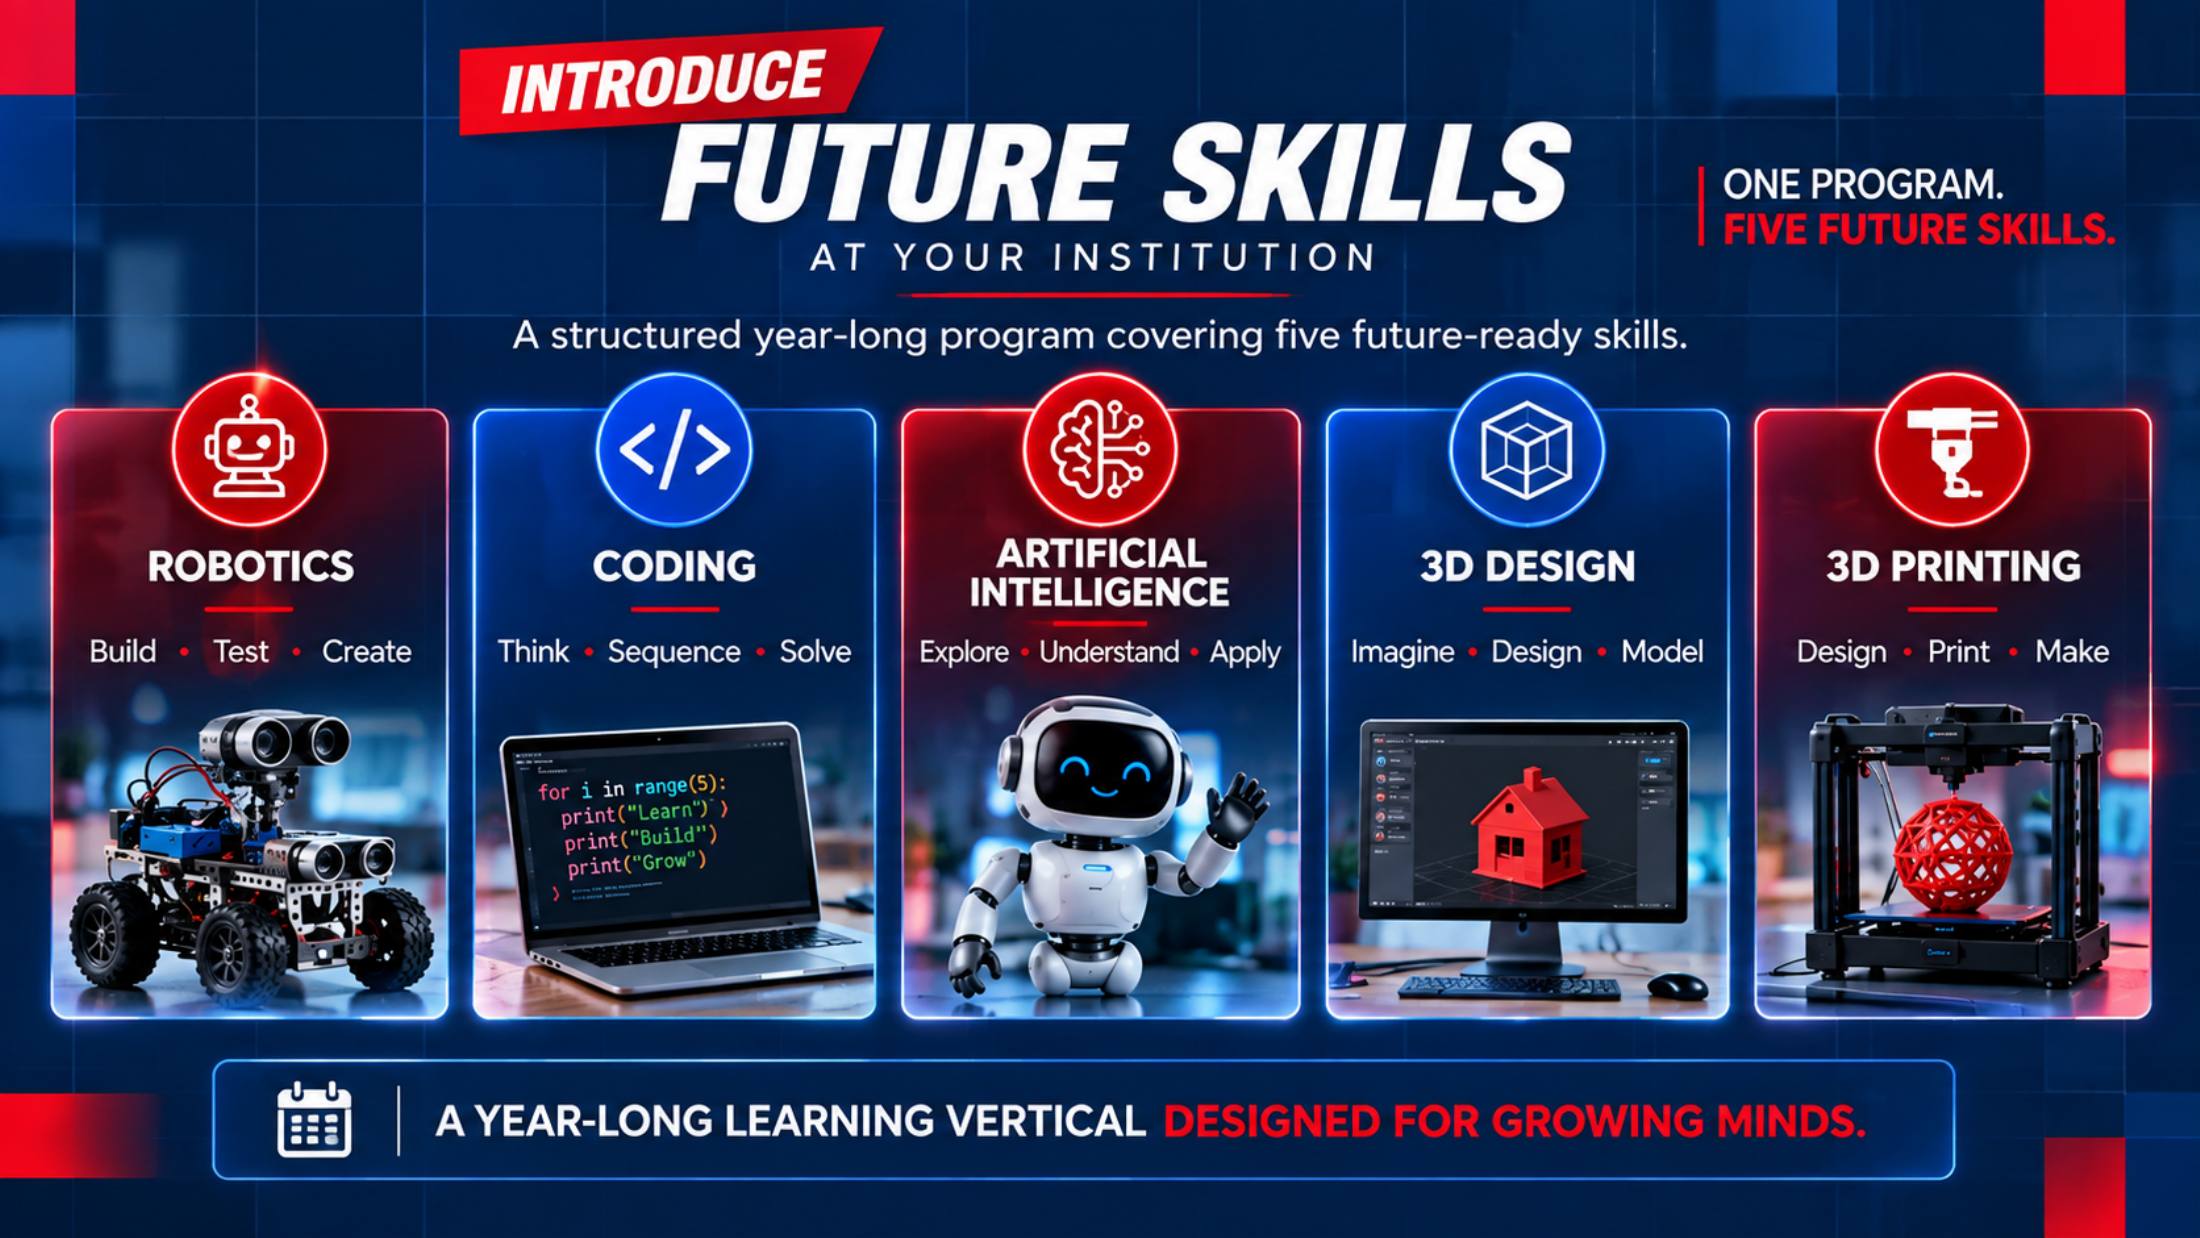 INTRODUCE
FUTURE SKILLS
AT YOUR INSTITUTION
ONE PROGRAM.
FIVE FUTURE SKILLS.
A structured year-long program covering five future-ready skills.
ROBOTICS
Build • Test • Create
CODING
Think • Sequence • Solve
for i in range(5):
print("Learn") }
print("Build")
print("Grow")
}
ARTIFICIAL
INTELLIGENCE
Explore • Understand • Apply
3D DESIGN
Imagine • Design • Model
3D PRINTING
Design • Print • Make
A YEAR-LONG LEARNING VERTICAL DESIGNED FOR GROWING MINDS.